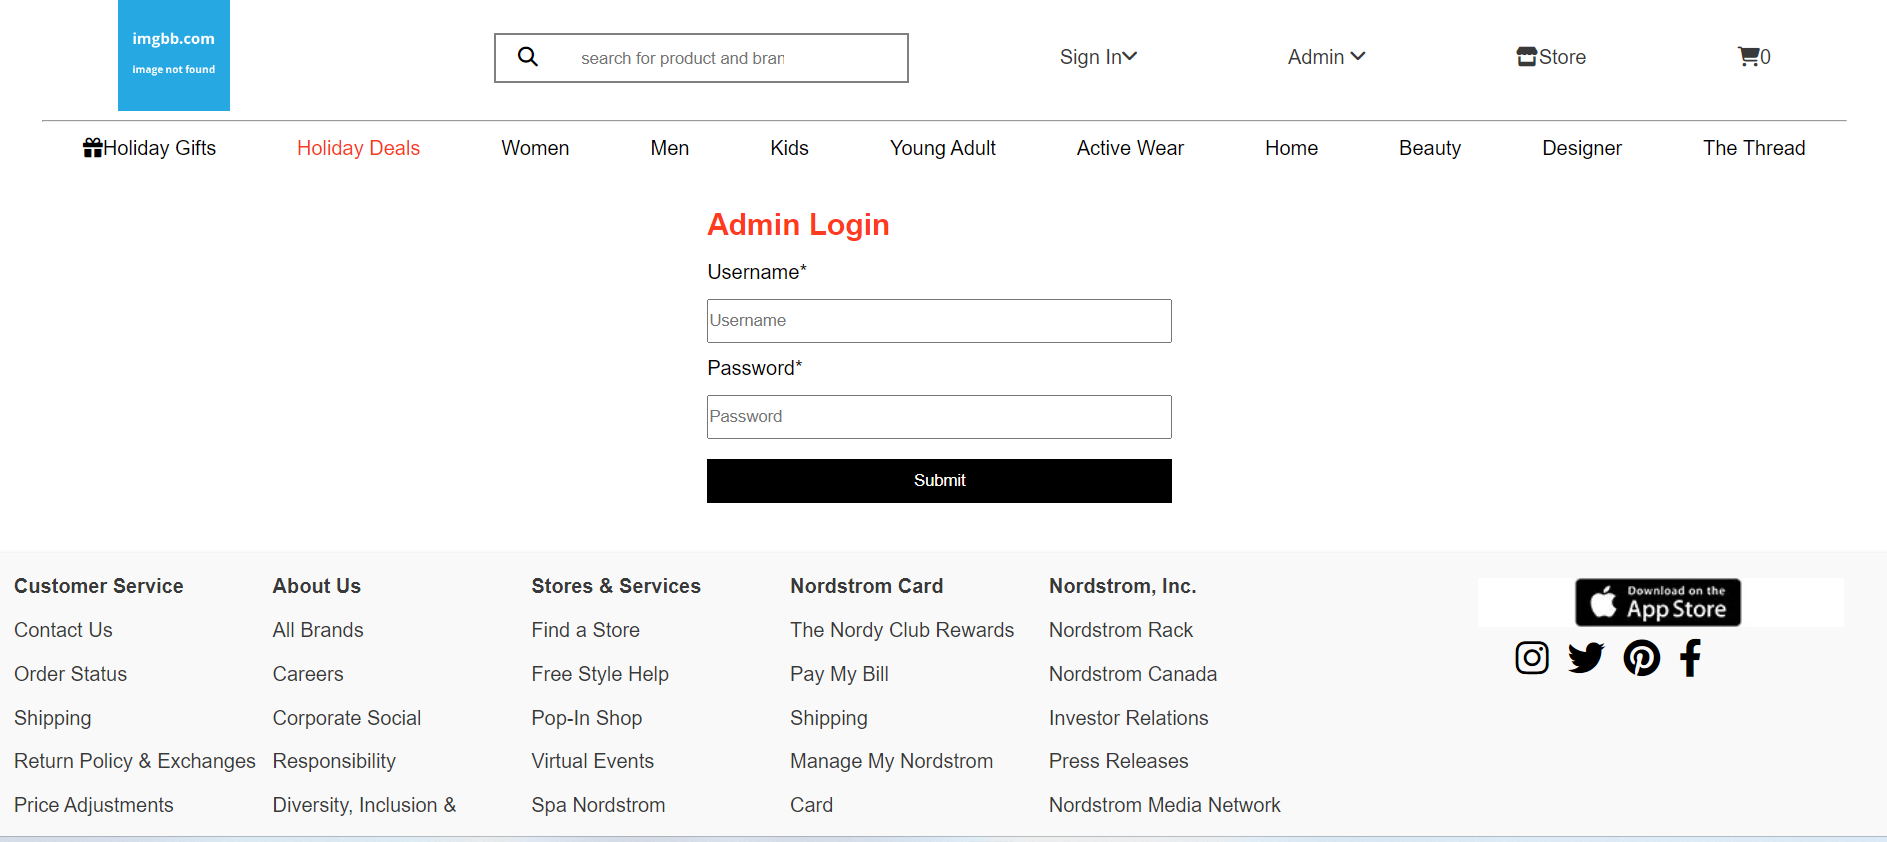 imgbb.com
image not found
search for product and bran
Sign In
Admin
Store
0
Holiday Gifts
Holiday Deals
Women
Men
Kids
Young Adult
Active Wear
Home
Beauty
Designer
The Thread
Admin Login
Username*
Username
Password*
Password
Submit
Customer Service
Contact Us
Order Status
Shipping
Return Policy & Exchanges
Price Adjustments
About Us
All Brands
Careers
Corporate Social
Responsibility
Diversity, Inclusion &
Stores & Services
Find a Store
Free Style Help
Pop-In Shop
Virtual Events
Spa Nordstrom
Nordstrom Card
The Nordy Club Rewards
Pay My Bill
Shipping
Manage My Nordstrom
Card
Nordstrom, Inc.
Nordstrom Rack
Nordstrom Canada
Investor Relations
Press Releases
Nordstrom Media Network
Download on the
App Store